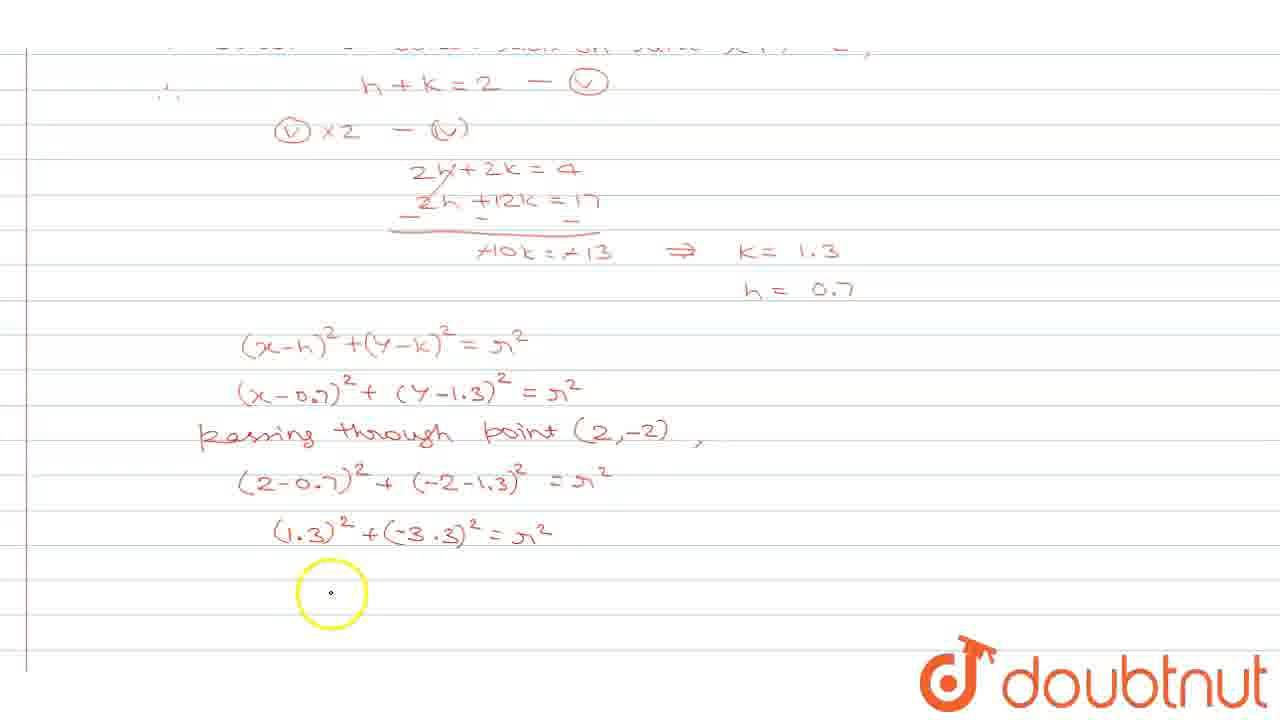 ∴ h + k = 2 — (v)
(v) × 2 — (iv)
2h + 2k = 4
2h + 12k = 17
- - -
-10k = -13 ⇒ k = 1.3
h = 0.7
(x-h)² + (y-k)² = r²
(x-0.7)² + (y-1.3)² = r²
passing through point (2,-2),
(2-0.7)² + (-2-1.3)² = r²
(1.3)² + (-3.3)² = r²
doubtnut